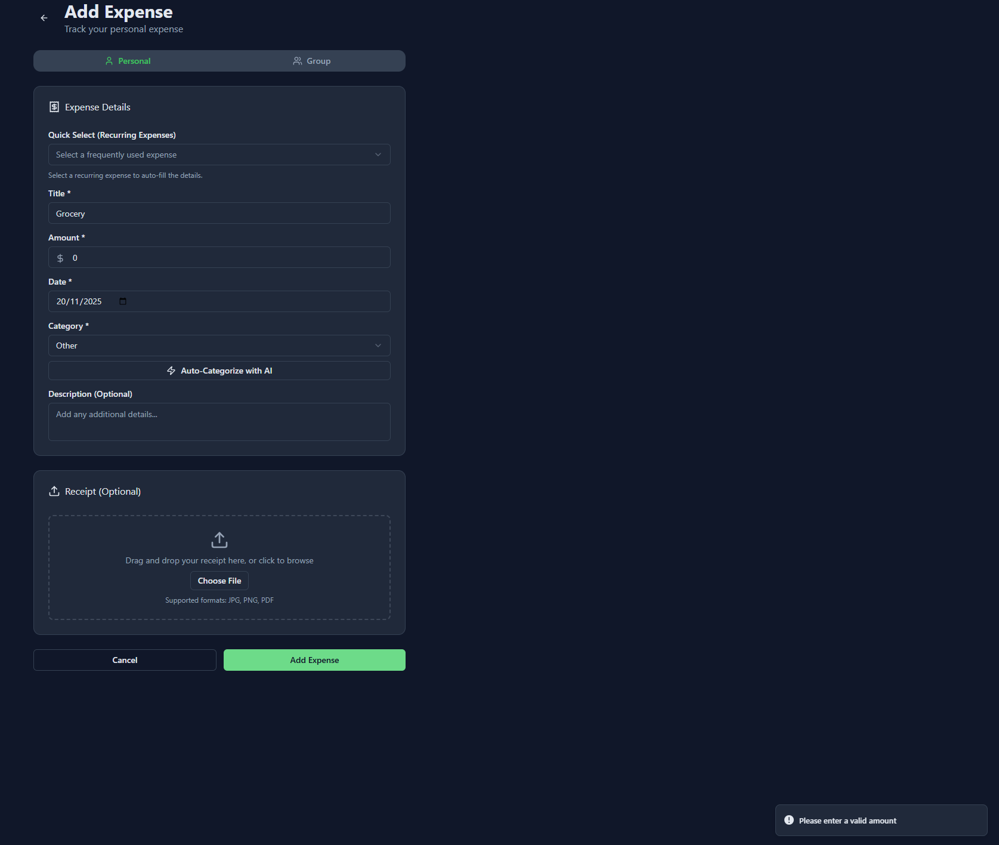 Add Expense
Track your personal expense
Personal
Group
Expense Details
Quick Select (Recurring Expenses)
Select a frequently used expense
Select a recurring expense to auto-fill the details.
Title *
Grocery
Amount *
$ 0
Date *
20/11/2025
Category *
Other
Auto-Categorize with AI
Description (Optional)
Add any additional details...
Receipt (Optional)
Drag and drop your receipt here, or click to browse
Choose File
Supported formats: JPG, PNG, PDF
Cancel
Add Expense
Please enter a valid amount